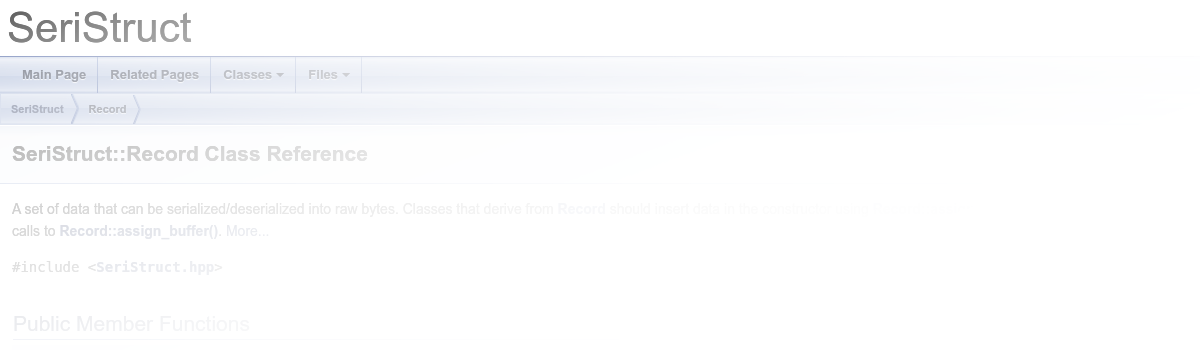 SeriStruct
Main Page Related Pages Classes Files
SeriStruct Record
SeriStruct::Record Class Reference
A set of data that can be serialized/deserialized into raw bytes. Classes that derive from Record should insert data in the
calls to Record::assign_buffer(). More...
#include <SeriStruct.hpp>
Public Member Functions